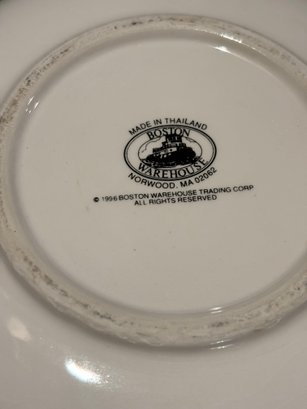 MADE IN THAILAND
BOSTON
WAREHOUSE
NORWOOD, MA 02062
© 1996 BOSTON WAREHOUSE TRADING CORP
ALL RIGHTS RESERVED